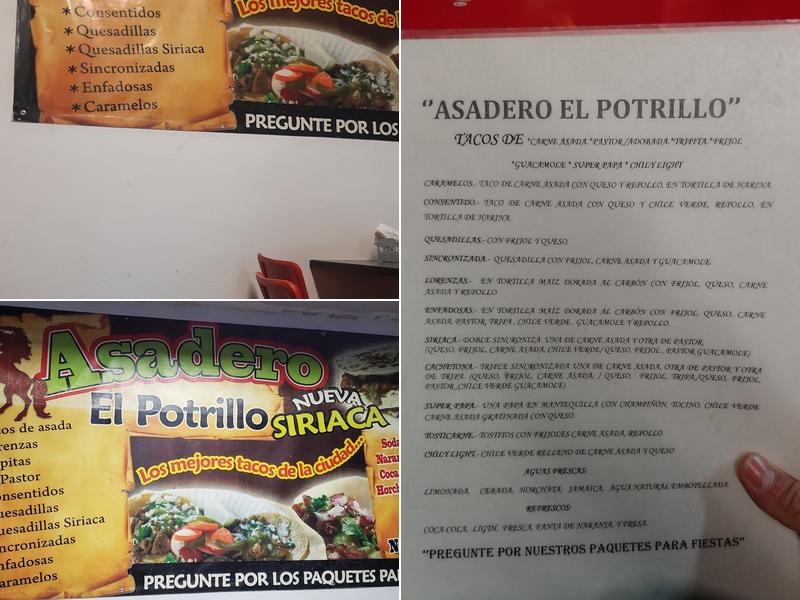 * Consentidos
* Quesadillas
* Quesadillas Siriaca
* Sincronizadas
* Enfadosas
* Caramelos
Los mejores tacos de l
PREGUNTE POR LOS
Asadero
El Potrillo
NUEVA
SIRIACA
Los mejores tacos de la ciudad...
cos de asada
renzas
pitas
Pastor
onsentidos
uesadillas
uesadillas Siriaca
ncronizadas
nfadosas
aramelos
Soda
Naran
Coca
Horch
PREGUNTE POR LOS PAQUETES PA
"ASADERO EL POTRILLO"
TACOS DE *CARNE ASADA *PASTOR /ADOBADA *TRIPITA *FRIJOL
*GUACAMOLE * SUPER PAPA * CHILY LIGHT
CARAMELOS.- TACO DE CARNE ASADA CON QUESO Y REPOLLO, EN TORTILLA DE HARINA.
CONSENTIDO.- TACO DE CARNE ASADA CON QUESO Y CHILE VERDE, REPOLLO, EN
TORTILLA DE HARINA.
QUESADILLAS.- CON FRIJOL Y QUESO.
SINCRONIZADA.- QUESADILLA CON FRIJOL, CARNE ASADA Y GUACAMOLE.
LORENZAS.- EN TORTILLA MAÍZ DORADA AL CARBÓN CON FRIJOL, QUESO, CARNE
ASADA Y REPOLLO
ENFADOSAS.- EN TORTILLA MAÍZ DORADA AL CARBÓN CON FRIJOL, QUESO, CARNE
ASADA, PASTOR, TRIPA, CHILE VERDE, GUACAMOLE Y REPOLLO.
SIRIACA.- DOBLE SINCRONIZA UNA DE CARNE ASADA Y OTRA DE PASTOR
(QUESO, FRIJOL, CARNE ASADA, CHILE VERDE/ QUESO, FRIJOL, PASTOR GUACAMOLE)
CACHETONA.- TRIPLE SINCRONIZADA UNA DE CARNE ASADA, OTRA DE PASTOR Y OTRA
DE TRIPA. (QUESO, FRIJOL, CARNE ASADA / QUESO, FRIJOL, TRIPA/QUESO, FRIJOL,
PASTOR, CHILE VERDE GUACAMOLE)
SUPER PAPA.- UNA PAPA EN MANTEQUILLA CON CHAMPIÑON, TOCINO, CHILE VERDE
CARNE ASADA GRATINADA CON QUESO.
TOSTICARNE.- TOSTITOS CON FRIJOLES CARNE ASADA, REPOLLO
CHILY LIGHT.- CHILE VERDE RELLENO DE CARNE ASADA Y QUESO
AGUAS FRESCAS:
LIMONADA, CEBADA, HORCHATA, JAMAICA, AGUA NATURAL EMBOTELLADA.
REFRESCOS:
COCA-COLA, LIGTH, FRESCA, FANTA DE NARANJA, Y FRESA.
"PREGUNTE POR NUESTROS PAQUETES PARA FIESTAS"